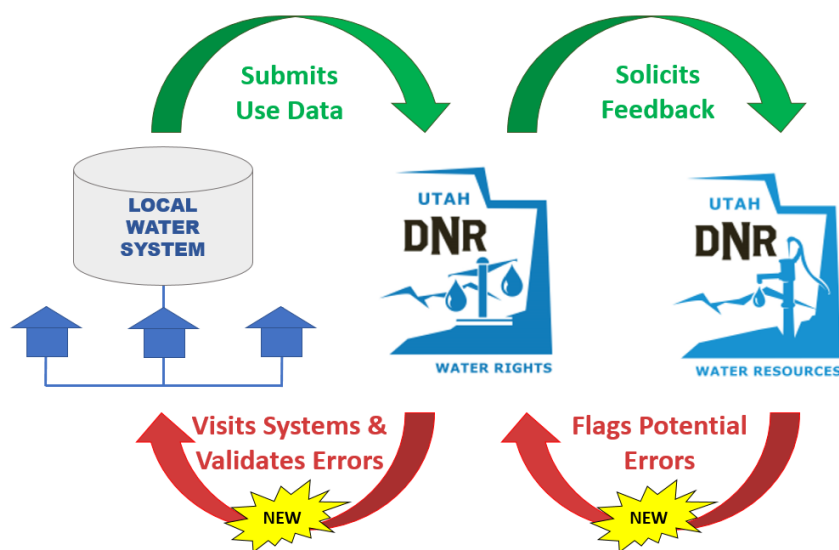 Submits
Use Data
Solicits
Feedback
LOCAL
WATER
SYSTEM
UTAH
DNR
WATER RIGHTS
UTAH
DNR
WATER RESOURCES
Visits Systems &
Validates Errors
NEW
Flags Potential
Errors
NEW